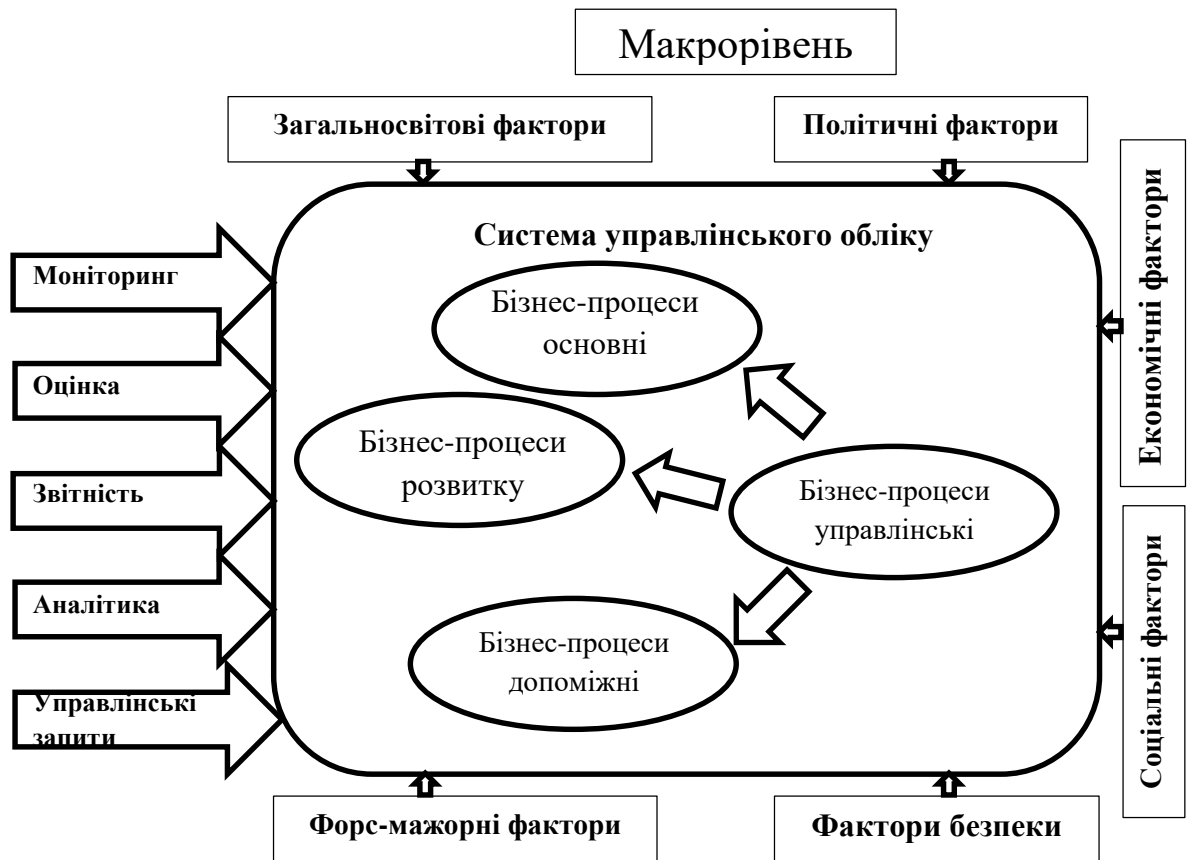 Макрорівень
Загальносвітові фактори
Політичні фактори
Система управлінського обліку
Моніторинг
Оцінка
Звітність
Аналітика
Управлінські
запити
Бізнес-процеси
основні
Бізнес-процеси
розвитку
Бізнес-процеси
управлінські
Бізнес-процеси
допоміжні
Економічні фактори
Соціальні фактори
Форс-мажорні фактори
Фактори безпеки